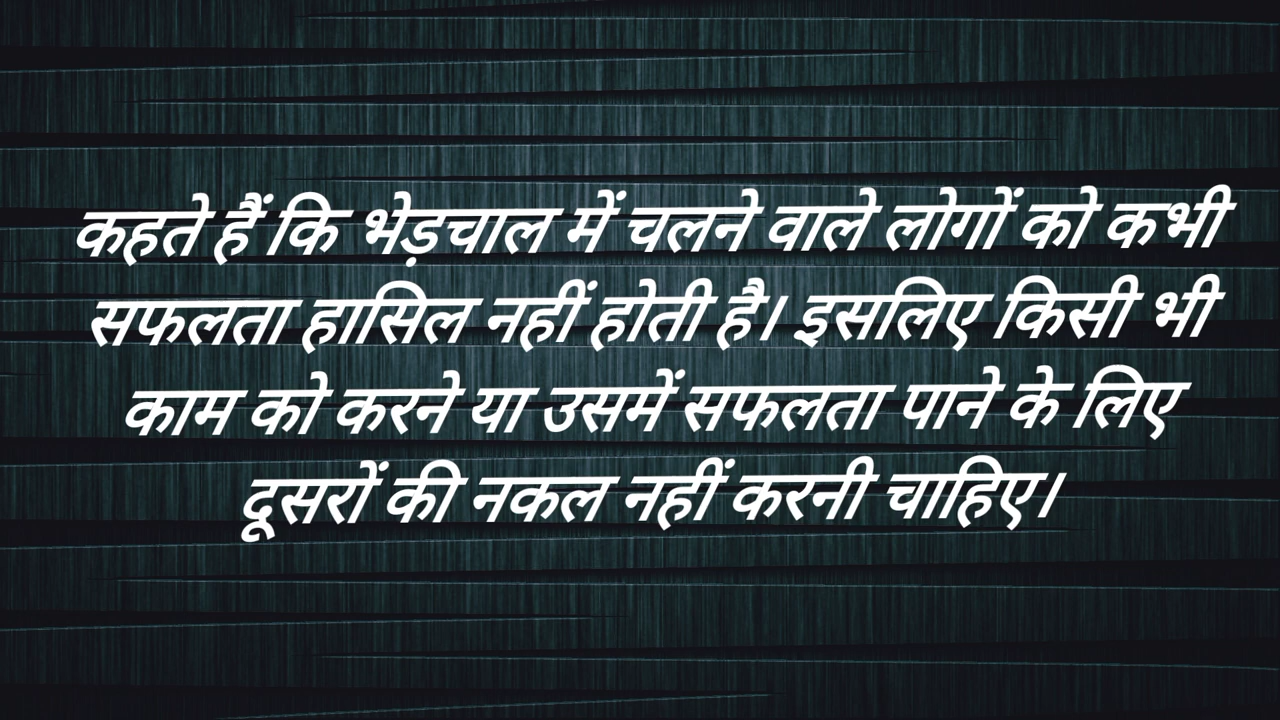 कहते हैं कि भेड़चाल में चलने वाले लोगों को कभी
सफलता हासिल नहीं होती है। इसलिए किसी भी
काम को करने या उसमें सफलता पाने के लिए
दूसरों की नकल नहीं करनी चाहिए।